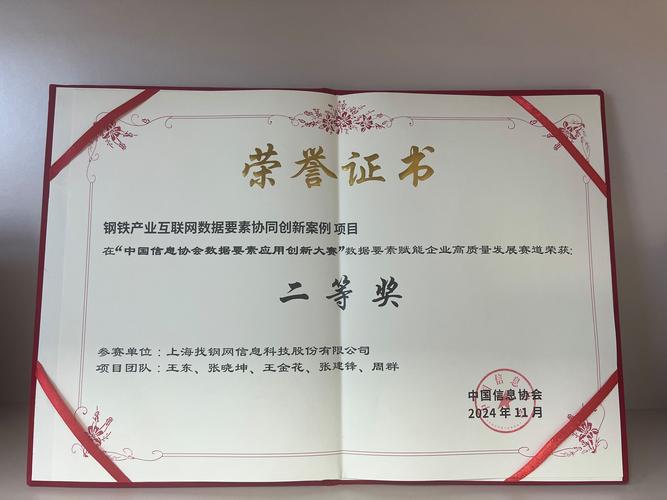 荣誉证书
钢铁产业互联网数据要素协同创新案例 项目
在“中国信息协会数据要素应用创新大赛”数据要素赋能企业高质量发展赛道荣获:
二等奖
参赛单位：上海找钢网信息科技股份有限公司
项目团队：王东、张晓坤、王金花、张建锋、周群
中国信息协会
2024年11月